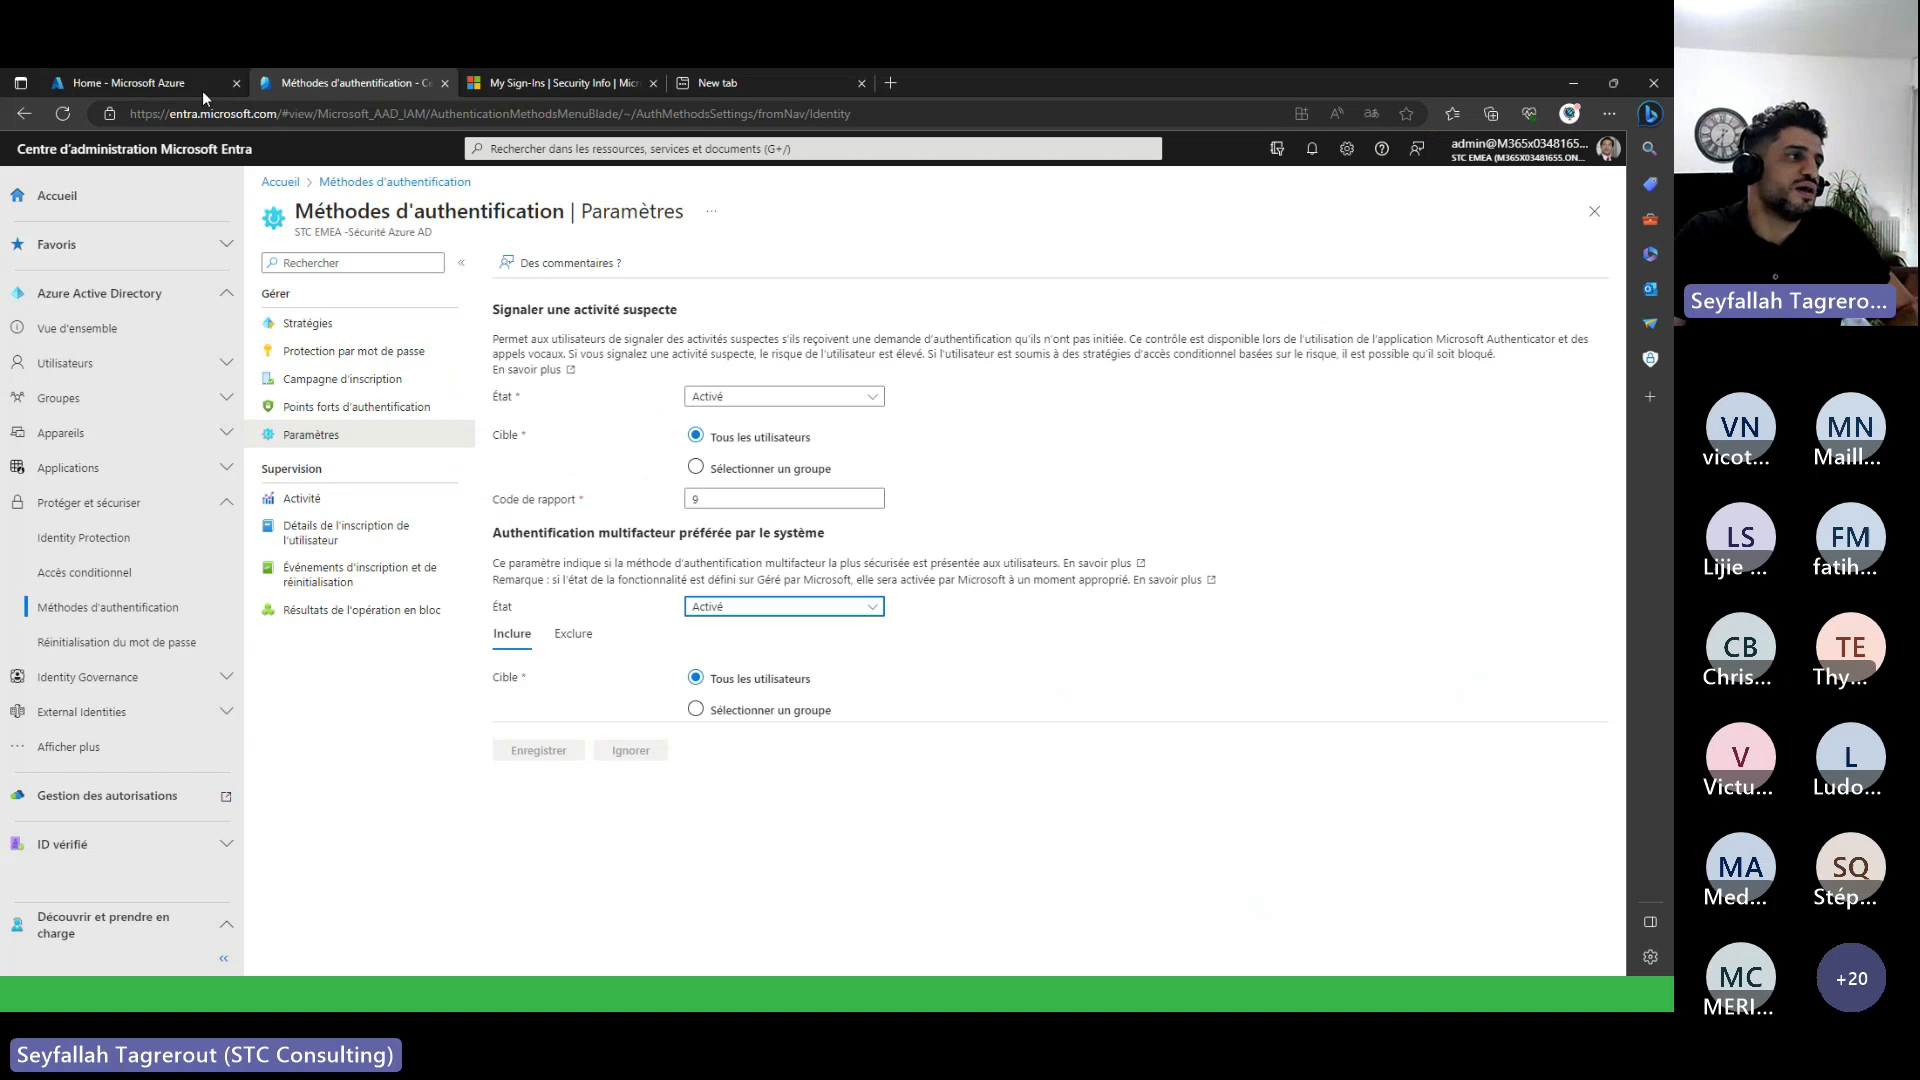 Home - Microsoft Azure
Méthodes d'authentification - Ce
My Sign-Ins | Security Info | Micr
New tab
https://entra.microsoft.com/#view/Microsoft_AAD_IAM/AuthenticationMethodsMenuBlade/~/AuthMethodsSettings/fromNav/Identity
Centre d'administration Microsoft Entra
Rechercher dans les ressources, services et documents (G+/)
admin@M365x0348165...
STC EMEA (M365X03481655.ON...
Accueil
Favoris
Azure Active Directory
Vue d'ensemble
Utilisateurs
Groupes
Appareils
Applications
Protéger et sécuriser
Identity Protection
Accès conditionnel
Méthodes d'authentification
Réinitialisation du mot de passe
Identity Governance
External Identities
Afficher plus
Gestion des autorisations
ID vérifié
Découvrir et prendre en
charge
Accueil > Méthodes d'authentification
Méthodes d'authentification | Paramètres ...
STC EMEA -Sécurité Azure AD
Rechercher
Gérer
Stratégies
Protection par mot de passe
Campagne d'inscription
Points forts d'authentification
Paramètres
Supervision
Activité
Détails de l'inscription de
l'utilisateur
Événements d'inscription et de
réinitialisation
Résultats de l'opération en bloc
Des commentaires ?
Signaler une activité suspecte
Permet aux utilisateurs de signaler des activités suspectes s'ils reçoivent une demande d'authentification qu'ils n'ont pas initiée. Ce contrôle est disponible lors de l'utilisation de l'application Microsoft Authenticator et des
appels vocaux. Si vous signalez une activité suspecte, le risque de l'utilisateur est élevé. Si l'utilisateur est soumis à des stratégies d'accès conditionnel basées sur le risque, il est possible qu'il soit bloqué.
En savoir plus
État *
Activé
Cible *
Tous les utilisateurs
Sélectionner un groupe
Code de rapport *
9
Authentification multifacteur préférée par le système
Ce paramètre indique si la méthode d'authentification multifacteur la plus sécurisée est présentée aux utilisateurs. En savoir plus
Remarque : si l'état de la fonctionnalité est défini sur Géré par Microsoft, elle sera activée par Microsoft à un moment approprié. En savoir plus
État
Activé
Inclure
Exclure
Cible *
Tous les utilisateurs
Sélectionner un groupe
Enregistrer
Ignorer
Seyfallah Tagrero...
VN
vicot...
MN
Maill...
LS
Lijie ...
FM
fatih...
CB
Chris...
TE
Thy...
V
Victu...
L
Ludo...
MA
Med...
SQ
Stép...
MC
MERI...
+20
Seyfallah Tagrerout (STC Consulting)